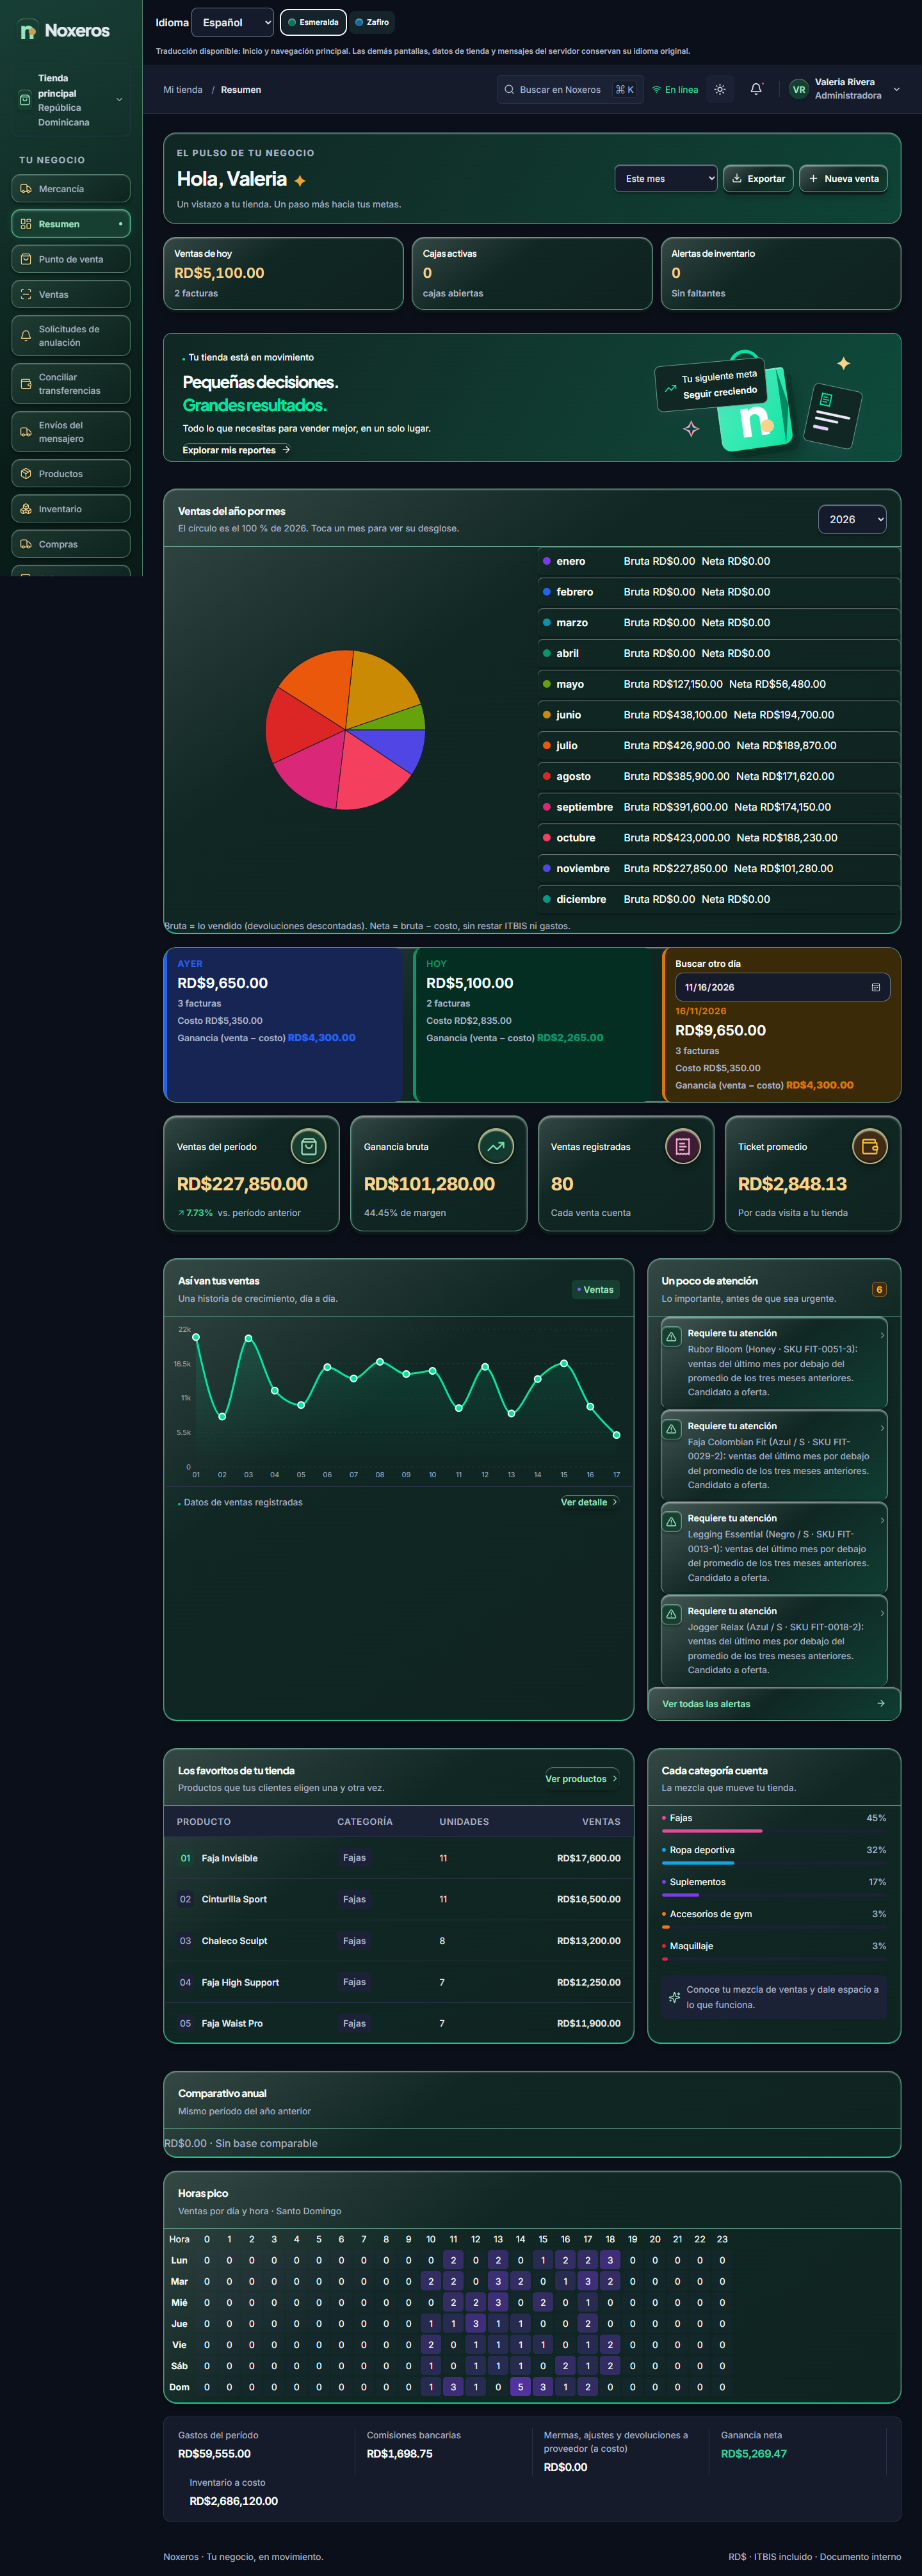 Noxeros
Tienda
principal
República
Dominicana
TU NEGOCIO
Mercancía
Resumen
Punto de venta
Ventas
Solicitudes de
anulación
Conciliar
transferencias
Envíos del
mensajero
Productos
Inventario
Compras
Idioma Español Esmeralda Zafiro
Traducción disponible: Inicio y navegación principal. Las demás pantallas, datos de tienda y mensajes del servidor conservan su idioma original.
Mi tienda / Resumen Buscar en Noxeros ⌘ K En línea VR Valeria Rivera
Administradora
EL PULSO DE TU NEGOCIO
Hola, Valeria
Un vistazo a tu tienda. Un paso más hacia tus metas.
Este mes Exportar Nueva venta
Ventas de hoy
RD$5,100.00
2 facturas
Cajas activas
0
cajas abiertas
Alertas de inventario
0
Sin faltantes
Tu tienda está en movimiento
Pequeñas decisiones.
Grandes resultados.
Todo lo que necesitas para vender mejor, en un solo lugar.
Explorar mis reportes
Tu siguiente meta
Seguir creciendo
n
Ventas del año por mes
El círculo es el 100 % de 2026. Toca un mes para ver su desglose.
2026
enero Bruta RD$0.00 Neta RD$0.00
febrero Bruta RD$0.00 Neta RD$0.00
marzo Bruta RD$0.00 Neta RD$0.00
abril Bruta RD$0.00 Neta RD$0.00
mayo Bruta RD$127,150.00 Neta RD$56,480.00
junio Bruta RD$438,100.00 Neta RD$194,700.00
julio Bruta RD$426,900.00 Neta RD$189,870.00
agosto Bruta RD$385,900.00 Neta RD$171,620.00
septiembre Bruta RD$391,600.00 Neta RD$174,150.00
octubre Bruta RD$423,000.00 Neta RD$188,230.00
noviembre Bruta RD$227,850.00 Neta RD$101,280.00
diciembre Bruta RD$0.00 Neta RD$0.00
Bruta = lo vendido (devoluciones descontadas). Neta = bruta − costo, sin restar ITBIS ni gastos.
AYER
RD$9,650.00
3 facturas
Costo RD$5,350.00
Ganancia (venta − costo) RD$4,300.00
HOY
RD$5,100.00
2 facturas
Costo RD$2,835.00
Ganancia (venta − costo) RD$2,265.00
Buscar otro día
11/16/2026
16/11/2026
RD$9,650.00
3 facturas
Costo RD$5,350.00
Ganancia (venta − costo) RD$4,300.00
Ventas del período
RD$227,850.00
7.73% vs. período anterior
Ganancia bruta
RD$101,280.00
44.45% de margen
Ventas registradas
80
Cada venta cuenta
Ticket promedio
RD$2,848.13
Por cada visita a tu tienda
Así van tus ventas
Una historia de crecimiento, día a día.
Ventas
22k
16.5k
11k
5.5k
0
01 02 03 04 05 06 07 08 09 10 11 12 13 14 15 16 17
Datos de ventas registradas Ver detalle
Un poco de atención
Lo importante, antes de que sea urgente.
6
Requiere tu atención
Rubor Bloom (Honey · SKU FIT-0051-3):
ventas del último mes por debajo del
promedio de los tres meses anteriores.
Candidato a oferta.
Requiere tu atención
Faja Colombian Fit (Azul / S · SKU FIT-
0029-2): ventas del último mes por debajo
del promedio de los tres meses anteriores.
Candidato a oferta.
Requiere tu atención
Legging Essential (Negro / S · SKU FIT-
0013-1): ventas del último mes por debajo
del promedio de los tres meses anteriores.
Candidato a oferta.
Requiere tu atención
Jogger Relax (Azul / S · SKU FIT-0018-2):
ventas del último mes por debajo del
promedio de los tres meses anteriores.
Candidato a oferta.
Ver todas las alertas
Los favoritos de tu tienda
Productos que tus clientes eligen una y otra vez.
Ver productos
PRODUCTO CATEGORÍA UNIDADES VENTAS
01 Faja Invisible Fajas 11 RD$17,600.00
02 Cinturilla Sport Fajas 11 RD$16,500.00
03 Chaleco Sculpt Fajas 8 RD$13,200.00
04 Faja High Support Fajas 7 RD$12,250.00
05 Faja Waist Pro Fajas 7 RD$11,900.00
Cada categoría cuenta
La mezcla que mueve tu tienda.
Fajas 45%
Ropa deportiva 32%
Suplementos 17%
Accesorios de gym 3%
Maquillaje 3%
Conoce tu mezcla de ventas y dale espacio a
lo que funciona.
Comparativo anual
Mismo período del año anterior
RD$0.00 · Sin base comparable
Horas pico
Ventas por día y hora · Santo Domingo
Hora 0 1 2 3 4 5 6 7 8 9 10 11 12 13 14 15 16 17 18 19 20 21 22 23
Lun 0 0 0 0 0 0 0 0 0 0 0 2 0 2 0 1 2 2 3 0 0 0 0 0
Mar 0 0 0 0 0 0 0 0 0 0 2 2 0 3 2 0 1 3 2 0 0 0 0 0
Mié 0 0 0 0 0 0 0 0 0 0 0 2 2 3 0 2 0 1 0 0 0 0 0 0
Jue 0 0 0 0 0 0 0 0 0 0 1 1 3 1 1 0 0 2 0 0 0 0 0 0
Vie 0 0 0 0 0 0 0 0 0 0 2 0 1 1 1 1 0 1 2 0 0 0 0 0
Sáb 0 0 0 0 0 0 0 0 0 0 1 0 1 1 1 0 2 1 2 0 0 0 0 0
Dom 0 0 0 0 0 0 0 0 0 0 1 3 1 0 5 3 1 2 0 0 0 0 0 0
Gastos del período
RD$59,555.00
Comisiones bancarias
RD$1,698.75
Mermas, ajustes y devoluciones a
proveedor (a costo)
RD$0.00
Ganancia neta
RD$5,269.47
Inventario a costo
RD$2,686,120.00
Noxeros · Tu negocio, en movimiento. RD$ · ITBIS incluido · Documento interno